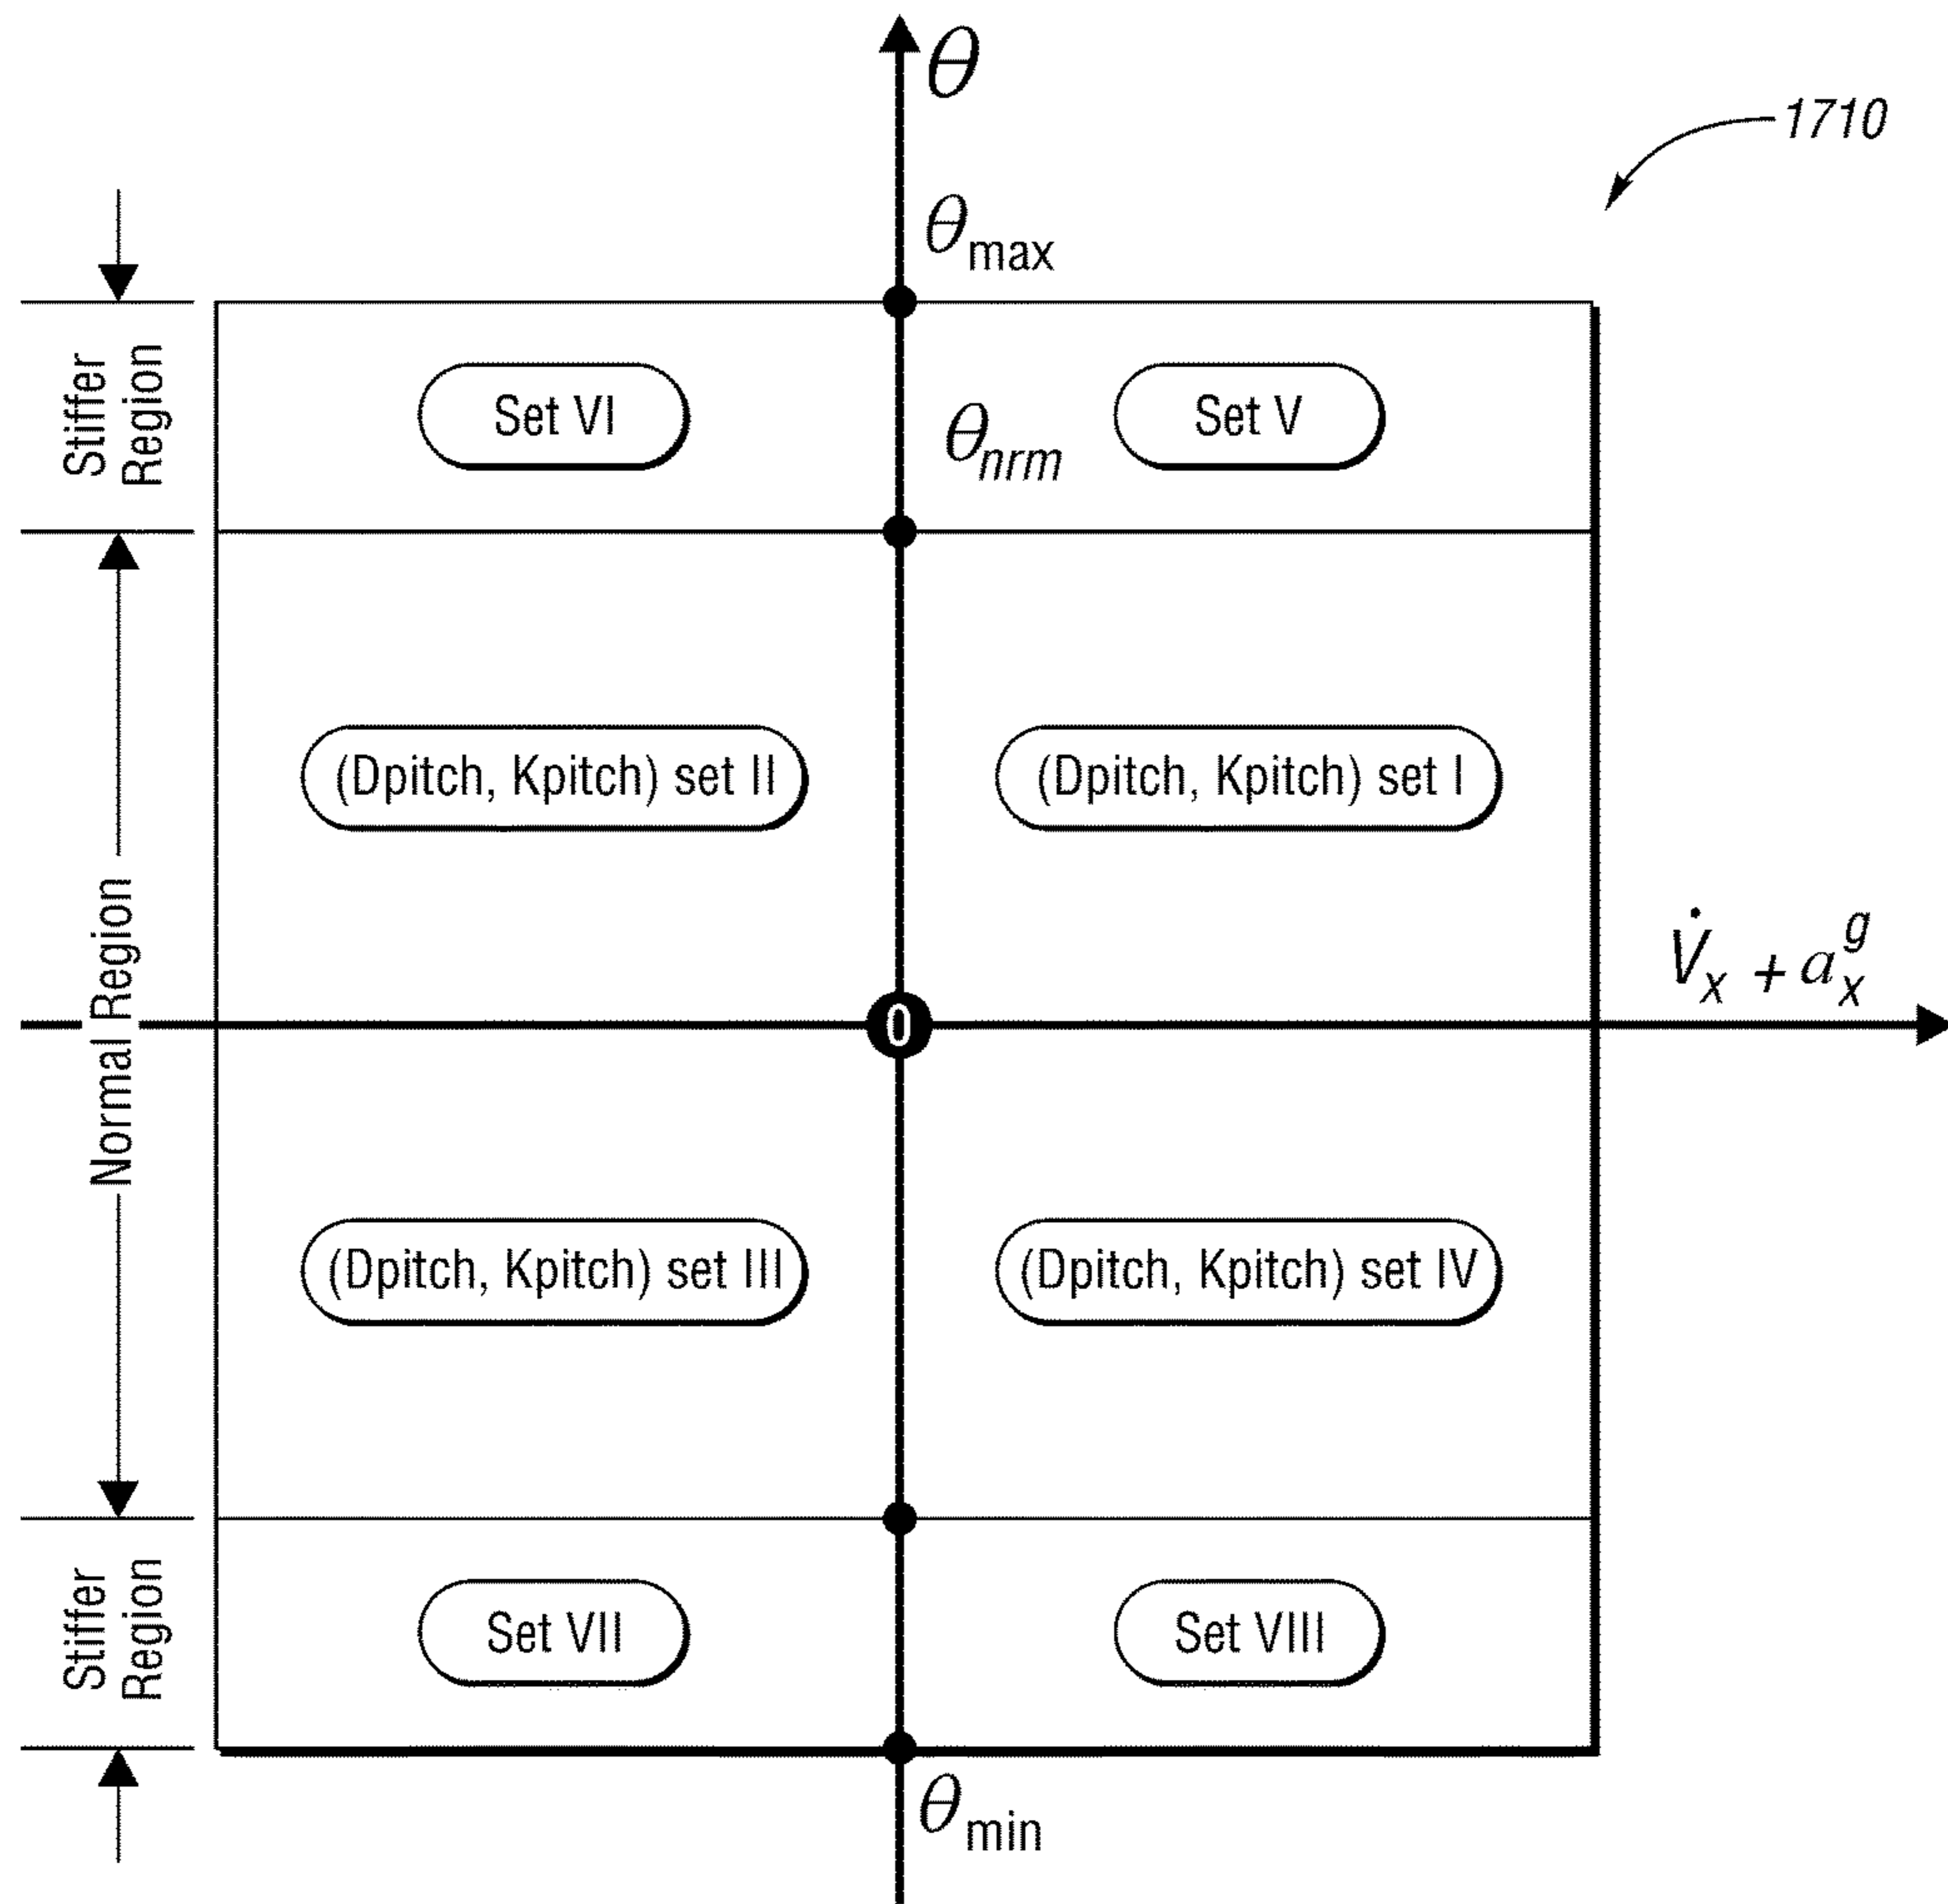 θ
1710
θmax
Stiffer
Region
Set VI
θnrm
Set V
(Dpitch, Kpitch) set II
(Dpitch, Kpitch) set I
Normal Region
V̇x + axg
0
(Dpitch, Kpitch) set III
(Dpitch, Kpitch) set IV
Stiffer
Region
Set VII
Set VIII
θmin